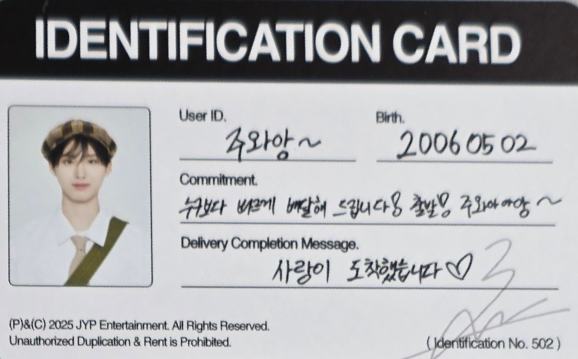 IDENTIFICATION CARD
User ID.
Birth.
주와앙~
20060502
Commitment.
누구보다 빠르게 배달해 드립니다! 출발! 주와아아앙~
Delivery Completion Message.
사랑이 도착했습니다♡
(P)&(C) 2025 JYP Entertainment. All Rights Reserved.
Unauthorized Duplication & Rent is Prohibited.
( Identification No. 502 )